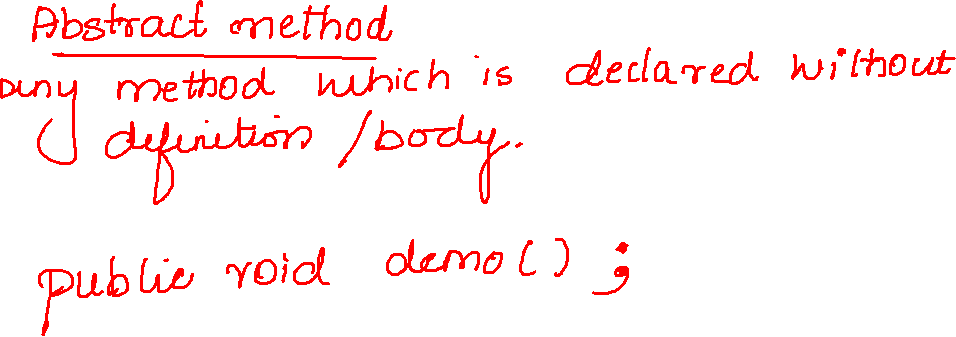 Abstract method
any method which is declared without
definition /body.
public void demo() ;